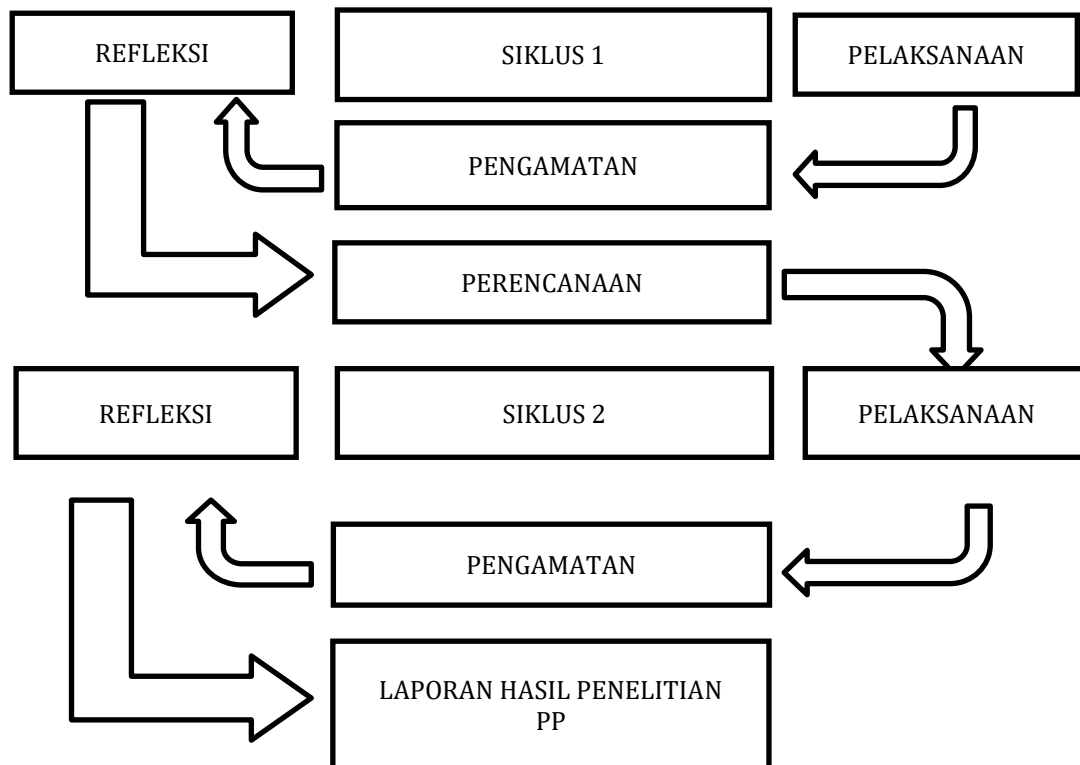 REFLEKSI
SIKLUS 1
PELAKSANAAN
PENGAMATAN
PERENCANAAN
REFLEKSI
SIKLUS 2
PELAKSANAAN
PENGAMATAN
LAPORAN HASIL PENELITIAN
PP